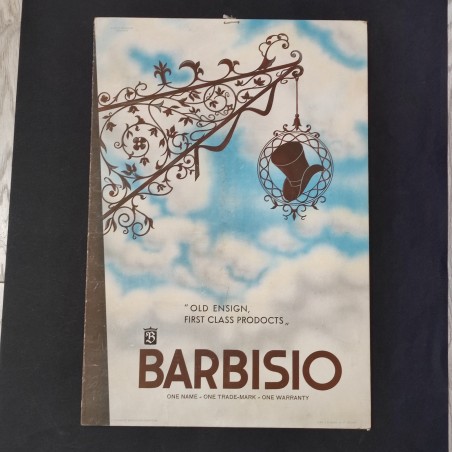 "OLD ENSIGN,
FIRST CLASS PRODOCTS„
B
BARBISIO
ONE NAME - ONE TRADE-MARK - ONE WARRANTY